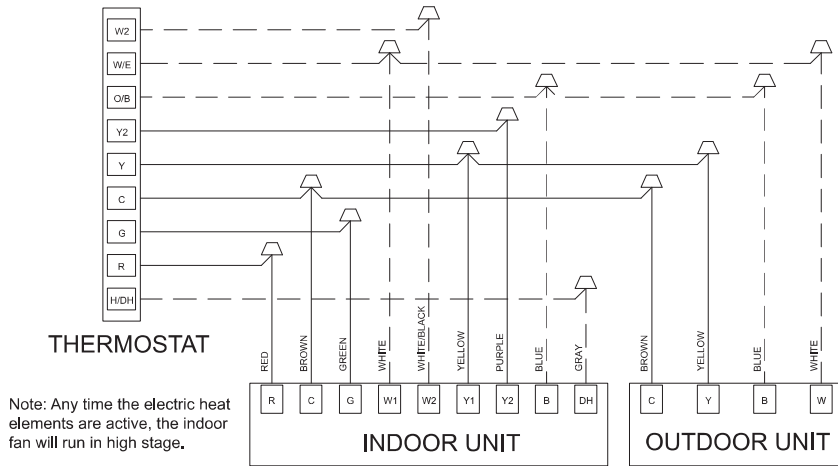 W2
W/E
O/B
Y2
Y
C
G
R
H/DH
THERMOSTAT
RED
BROWN
GREEN
WHITE
WHITE/BLACK
YELLOW
PURPLE
BLUE
GRAY
BROWN
YELLOW
BLUE
WHITE
Note: Any time the electric heat
elements are active, the indoor
fan will run in high stage.
R C G W1 W2 Y1 Y2 B DH
INDOOR UNIT
C Y B W
OUTDOOR UNIT